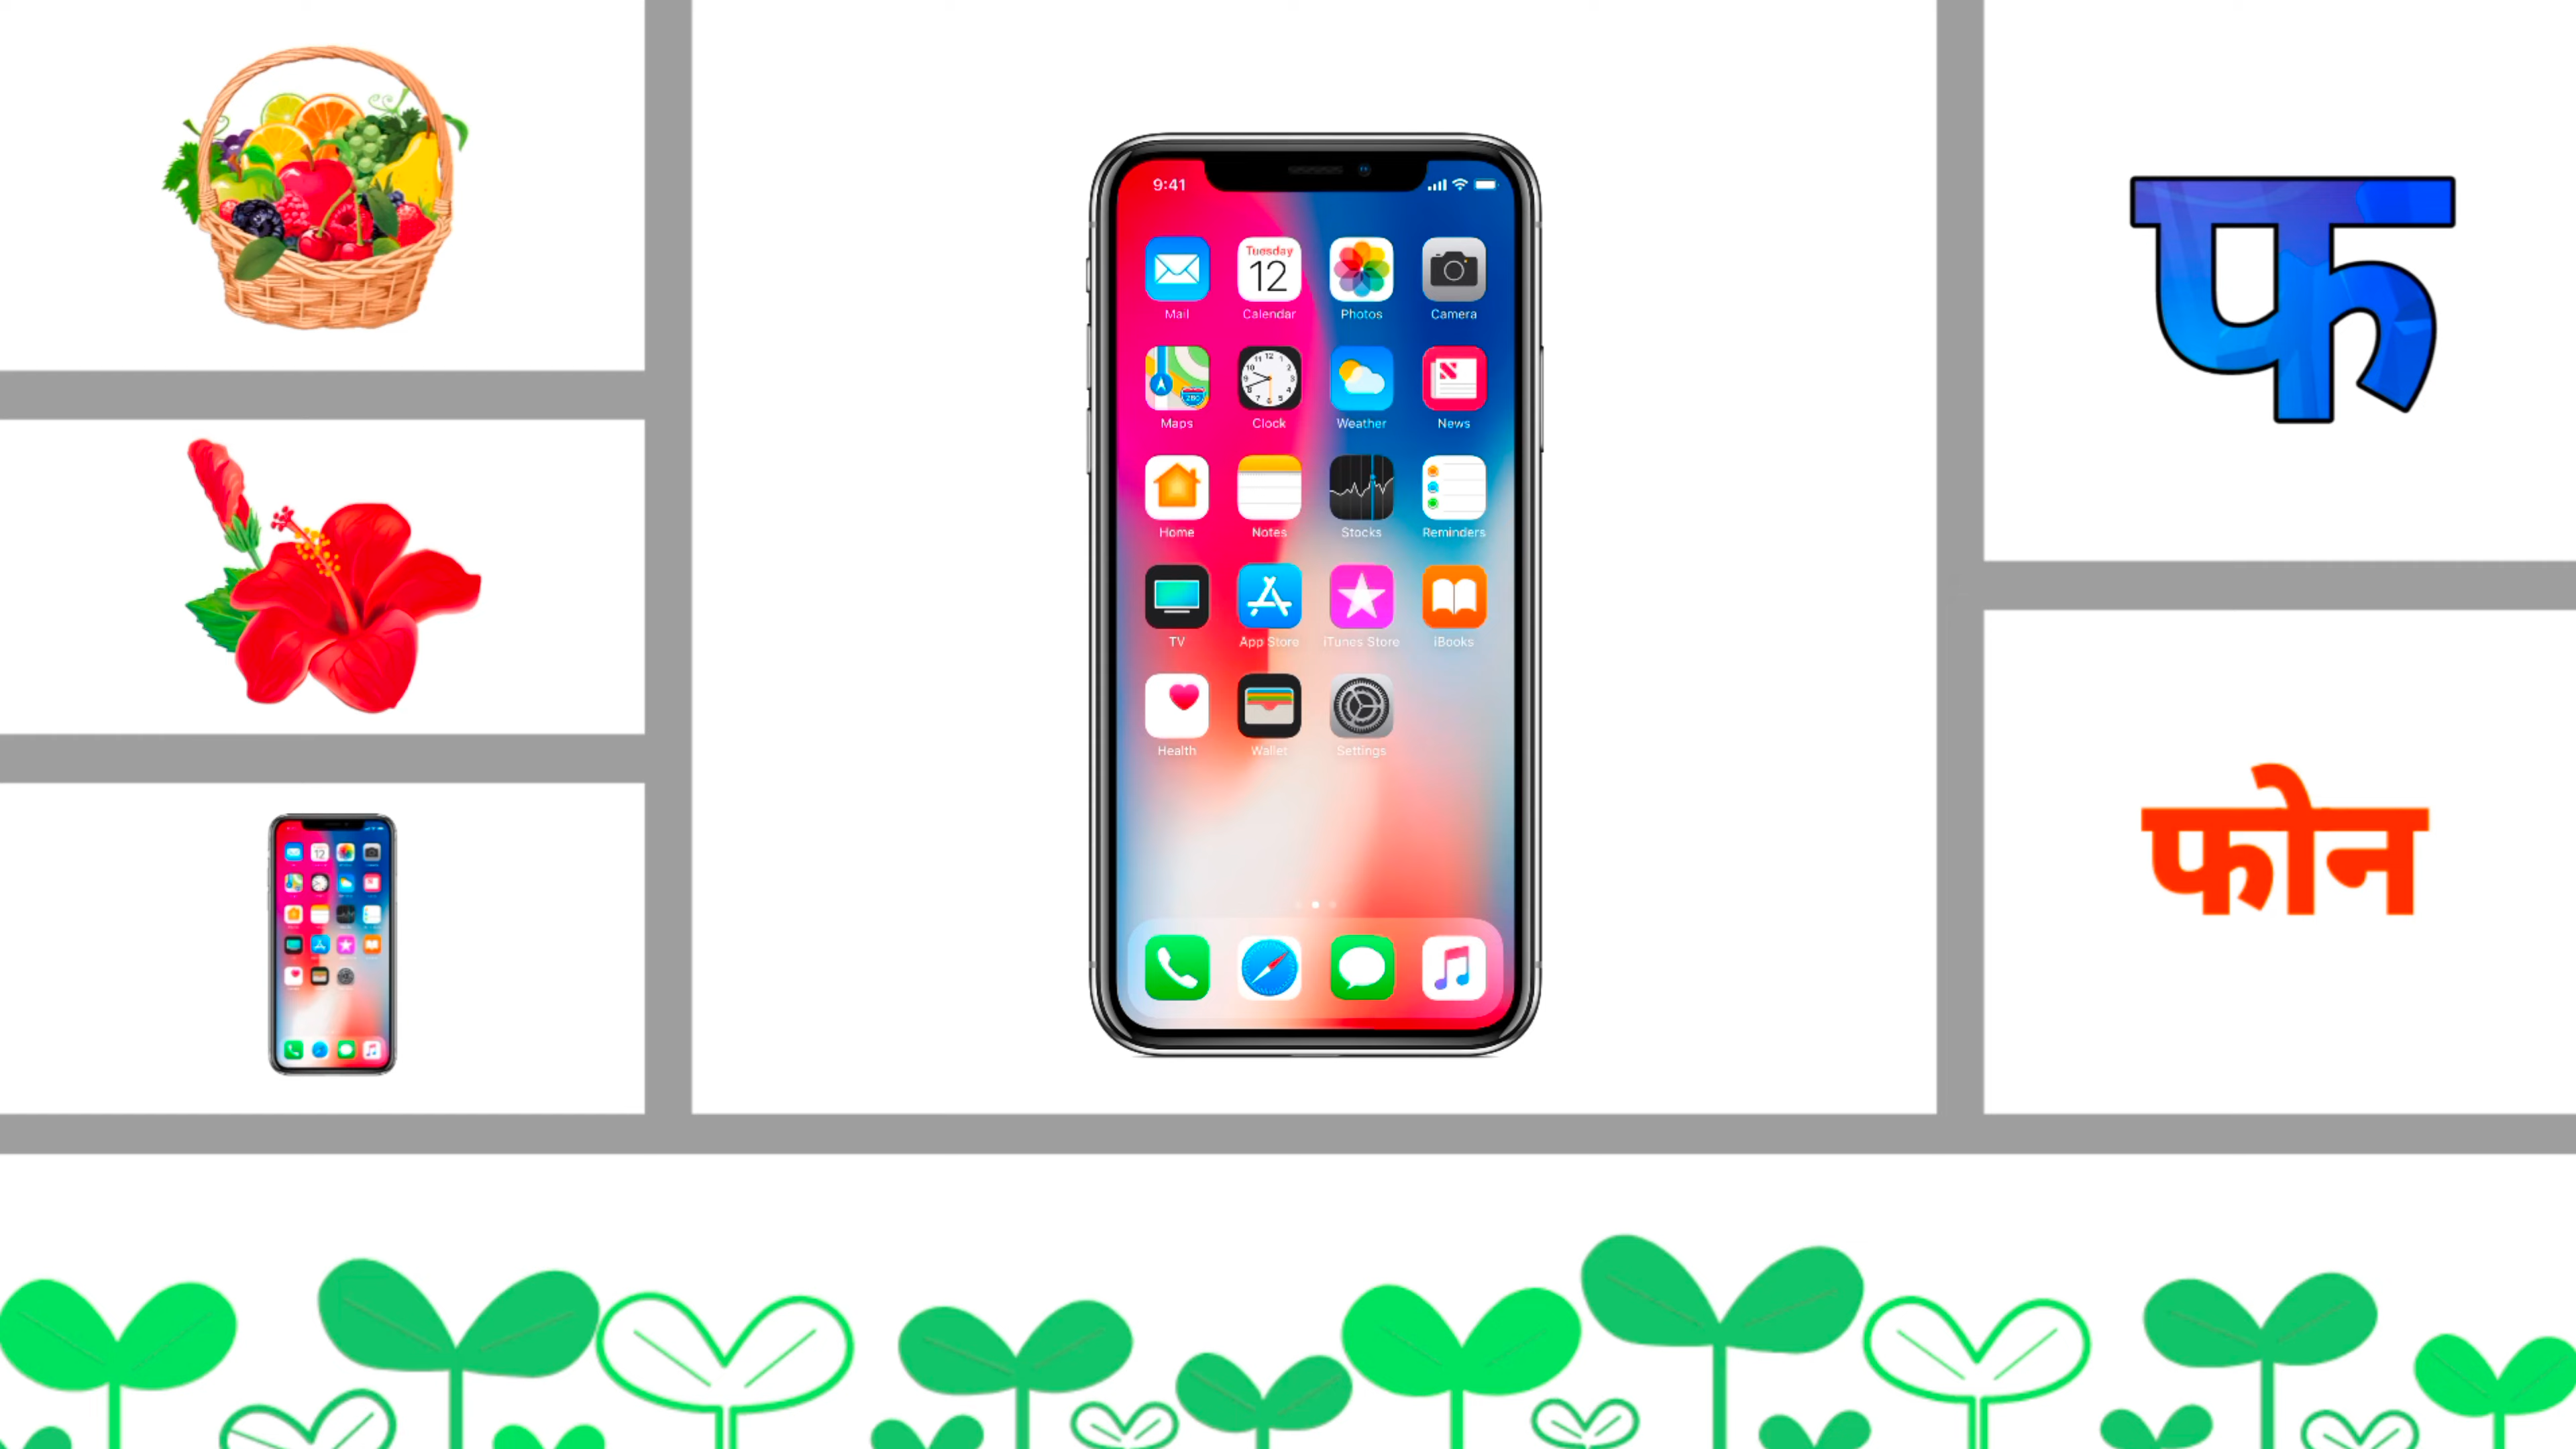 9:41
Tuesday
12
Mail Calendar Photos Camera
Maps Clock Weather News
Home Notes Stocks Reminders
TV App Store iTunes Store iBooks
Health Wallet Settings
फ
फोन